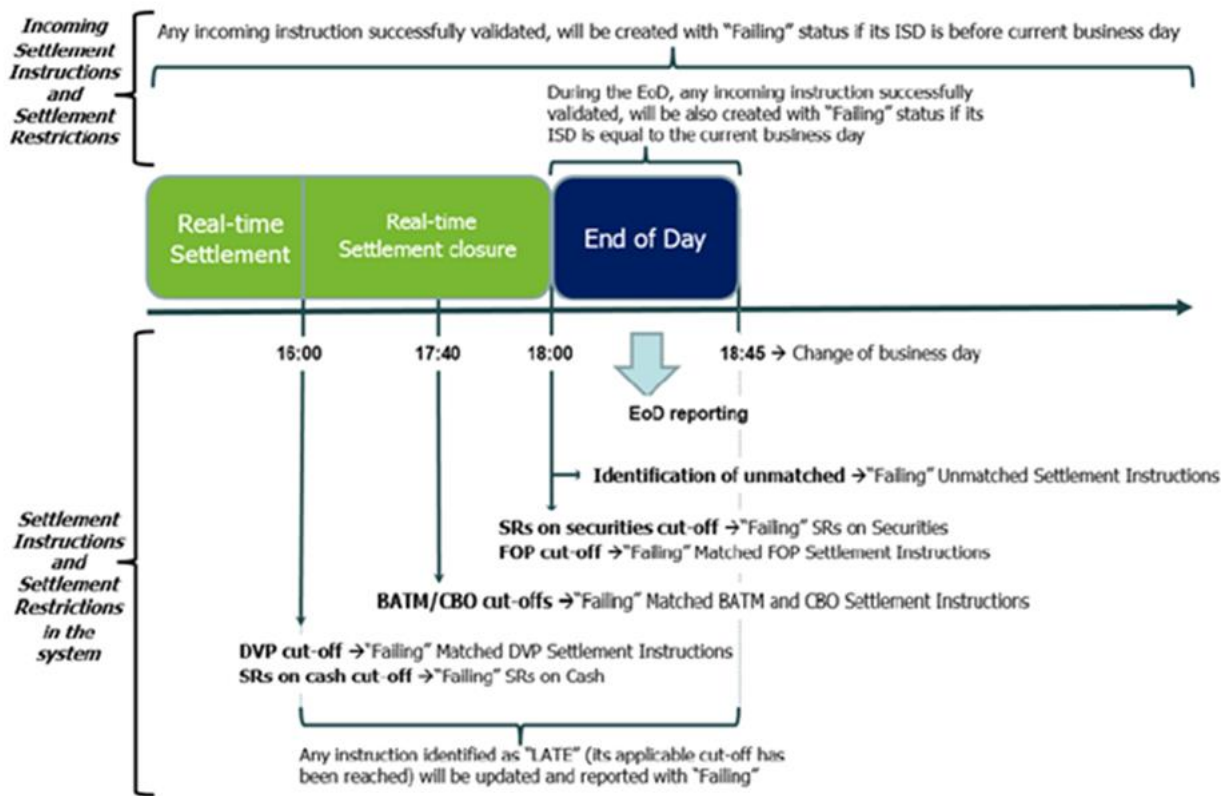 Incoming
Settlement
Instructions
and
Settlement
Restrictions
Any incoming instruction successfully validated, will be created with “Failing” status if its ISD is before current business day
During the EoD, any incoming instruction successfully
validated, will be also created with “Failing” status if its
ISD is equal to the current business day
Real-time
Settlement
Real-time
Settlement closure
End of Day
16:00
17:40
18:00
18:45 → Change of business day
EoD reporting
Identification of unmatched →“Failing” Unmatched Settlement Instructions
SRs on securities cut-off →“Failing” SRs on Securities
FOP cut-off →“Failing” Matched FOP Settlement Instructions
BATM/CBO cut-offs →“Failing” Matched BATM and CBO Settlement Instructions
DVP cut-off →“Failing” Matched DVP Settlement Instructions
SRs on cash cut-off →“Failing” SRs on Cash
Settlement
Instructions
and
Settlement
Restrictions
in the
system
Any instruction identified as “LATE” (its applicable cut-off has
been reached) will be updated and reported with “Failing”